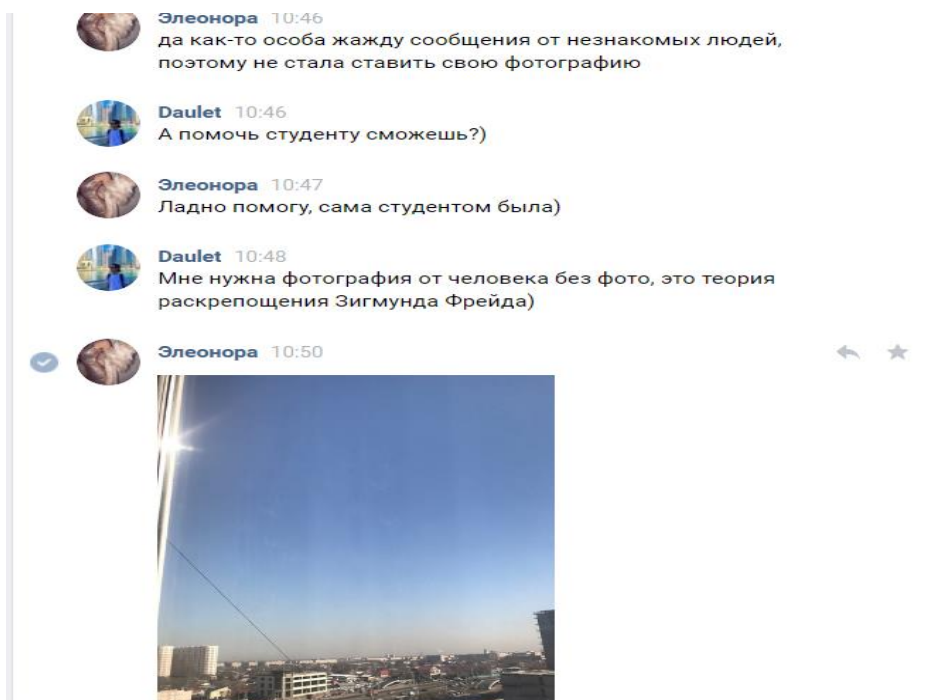 Элеонора 10:46
да как-то особа жажду сообщения от незнакомых людей,
поэтому не стала ставить свою фотографию
Daulet 10:46
А помочь студенту сможешь?)
Элеонора 10:47
Ладно помогу, сама студентом была)
Daulet 10:48
Мне нужна фотография от человека без фото, это теория
раскрепощения Зигмунда Фрейда)
Элеонора 10:50